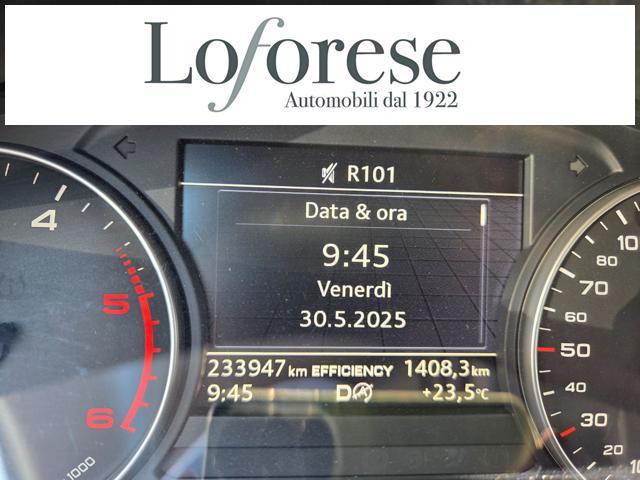 Loforese
Automobili dal 1922
R101
Data & ora
9:45
Venerdì
30.5.2025
233947 km EFFICIENCY 1408,3 km
9:45 D +23,5°C
4
5
6
1000
80
70
60
50
40
30
20